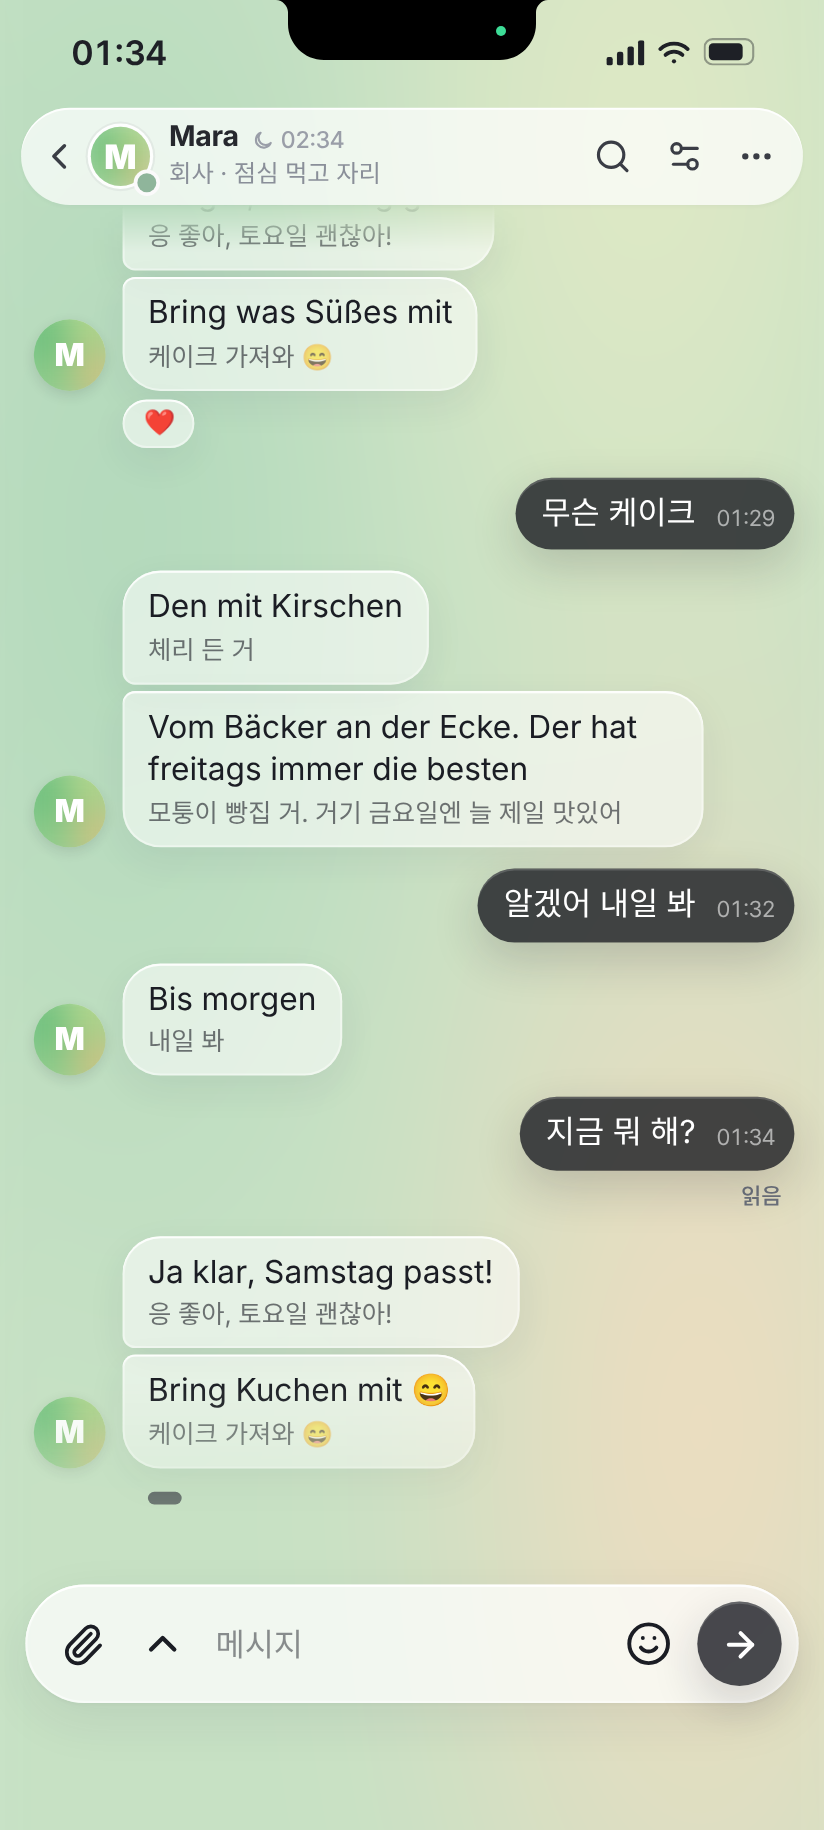 01:34
M
Mara 02:34
회사 · 점심 먹고 자리
응 좋아, 토요일 괜찮아!
Bring was Süßes mit
케이크 가져와 😄
M
❤️
무슨 케이크 01:29
Den mit Kirschen
체리 든 거
Vom Bäcker an der Ecke. Der hat
freitags immer die besten
모퉁이 빵집 거. 거기 금요일엔 늘 제일 맛있어
M
알겠어 내일 봐 01:32
Bis morgen
내일 봐
M
지금 뭐 해? 01:34
읽음
Ja klar, Samstag passt!
응 좋아, 토요일 괜찮아!
Bring Kuchen mit 😄
케이크 가져와 😄
M
메시지